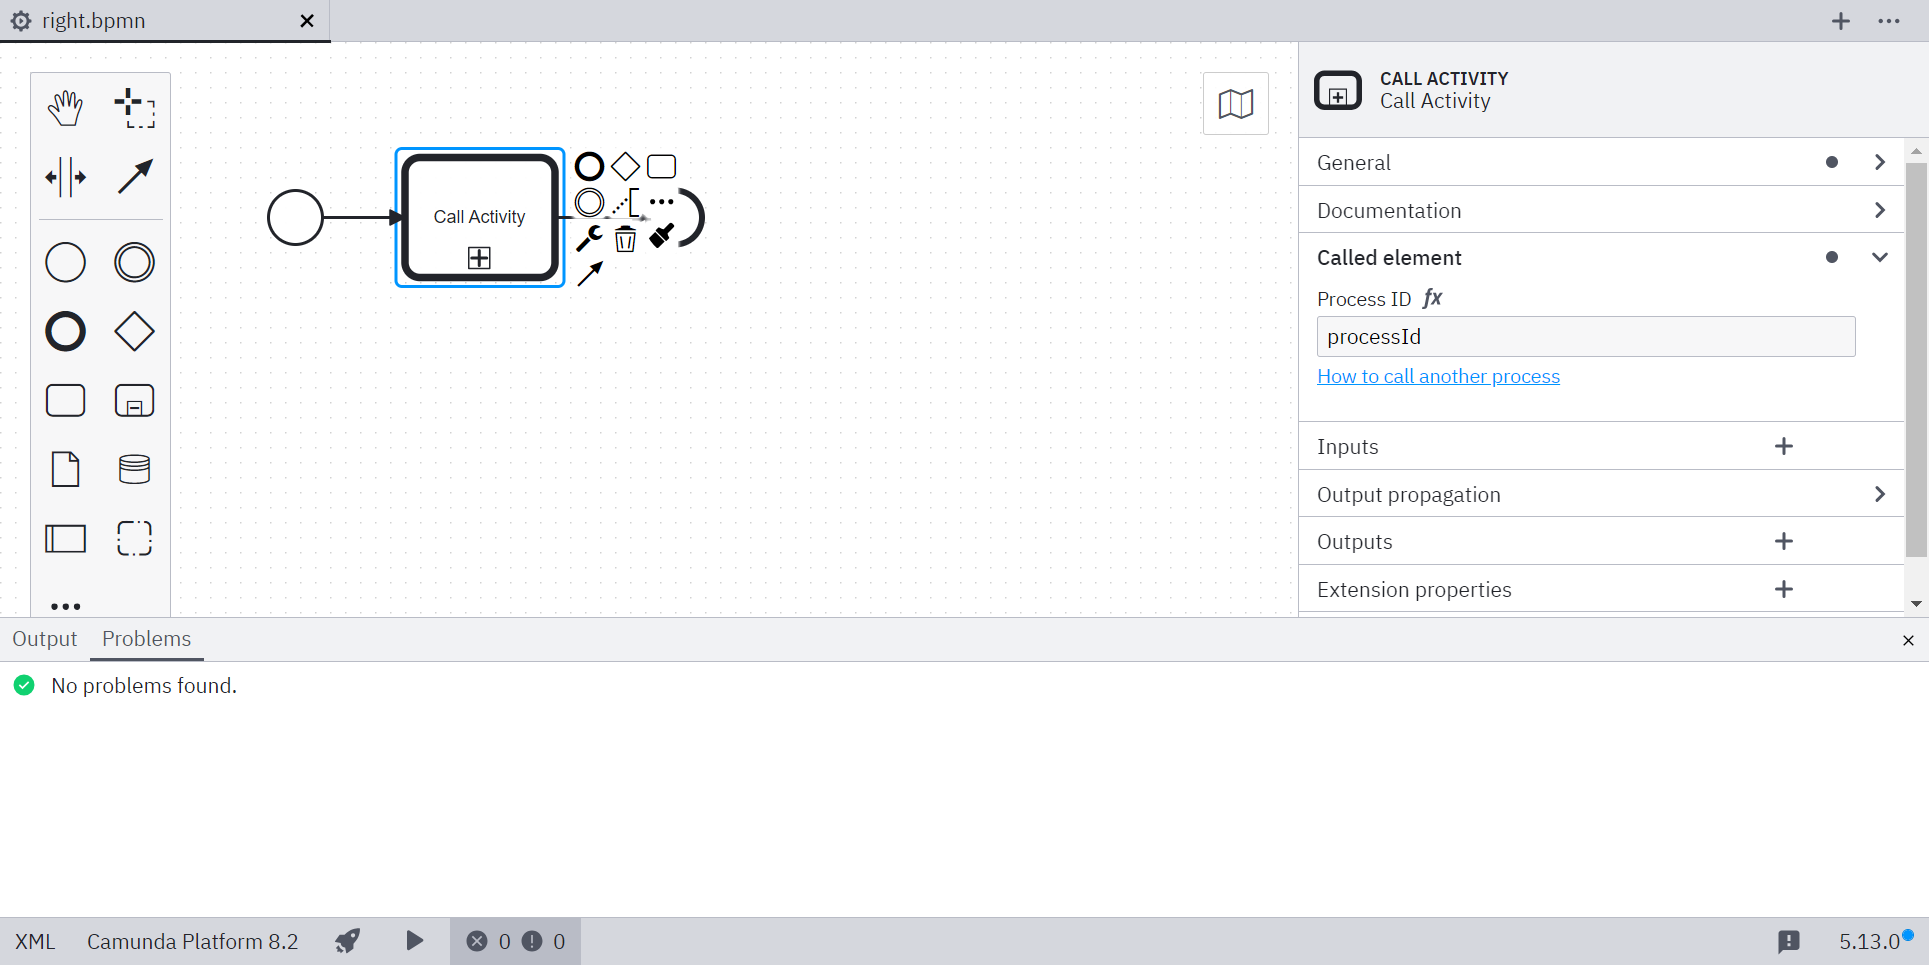 right.bpmn
Call Activity
CALL ACTIVITY
Call Activity
General
Documentation
Called element
Process ID fx
processId
How to call another process
Inputs
Output propagation
Outputs
Extension properties
Output Problems
No problems found.
XML Camunda Platform 8.2 0 0 5.13.0